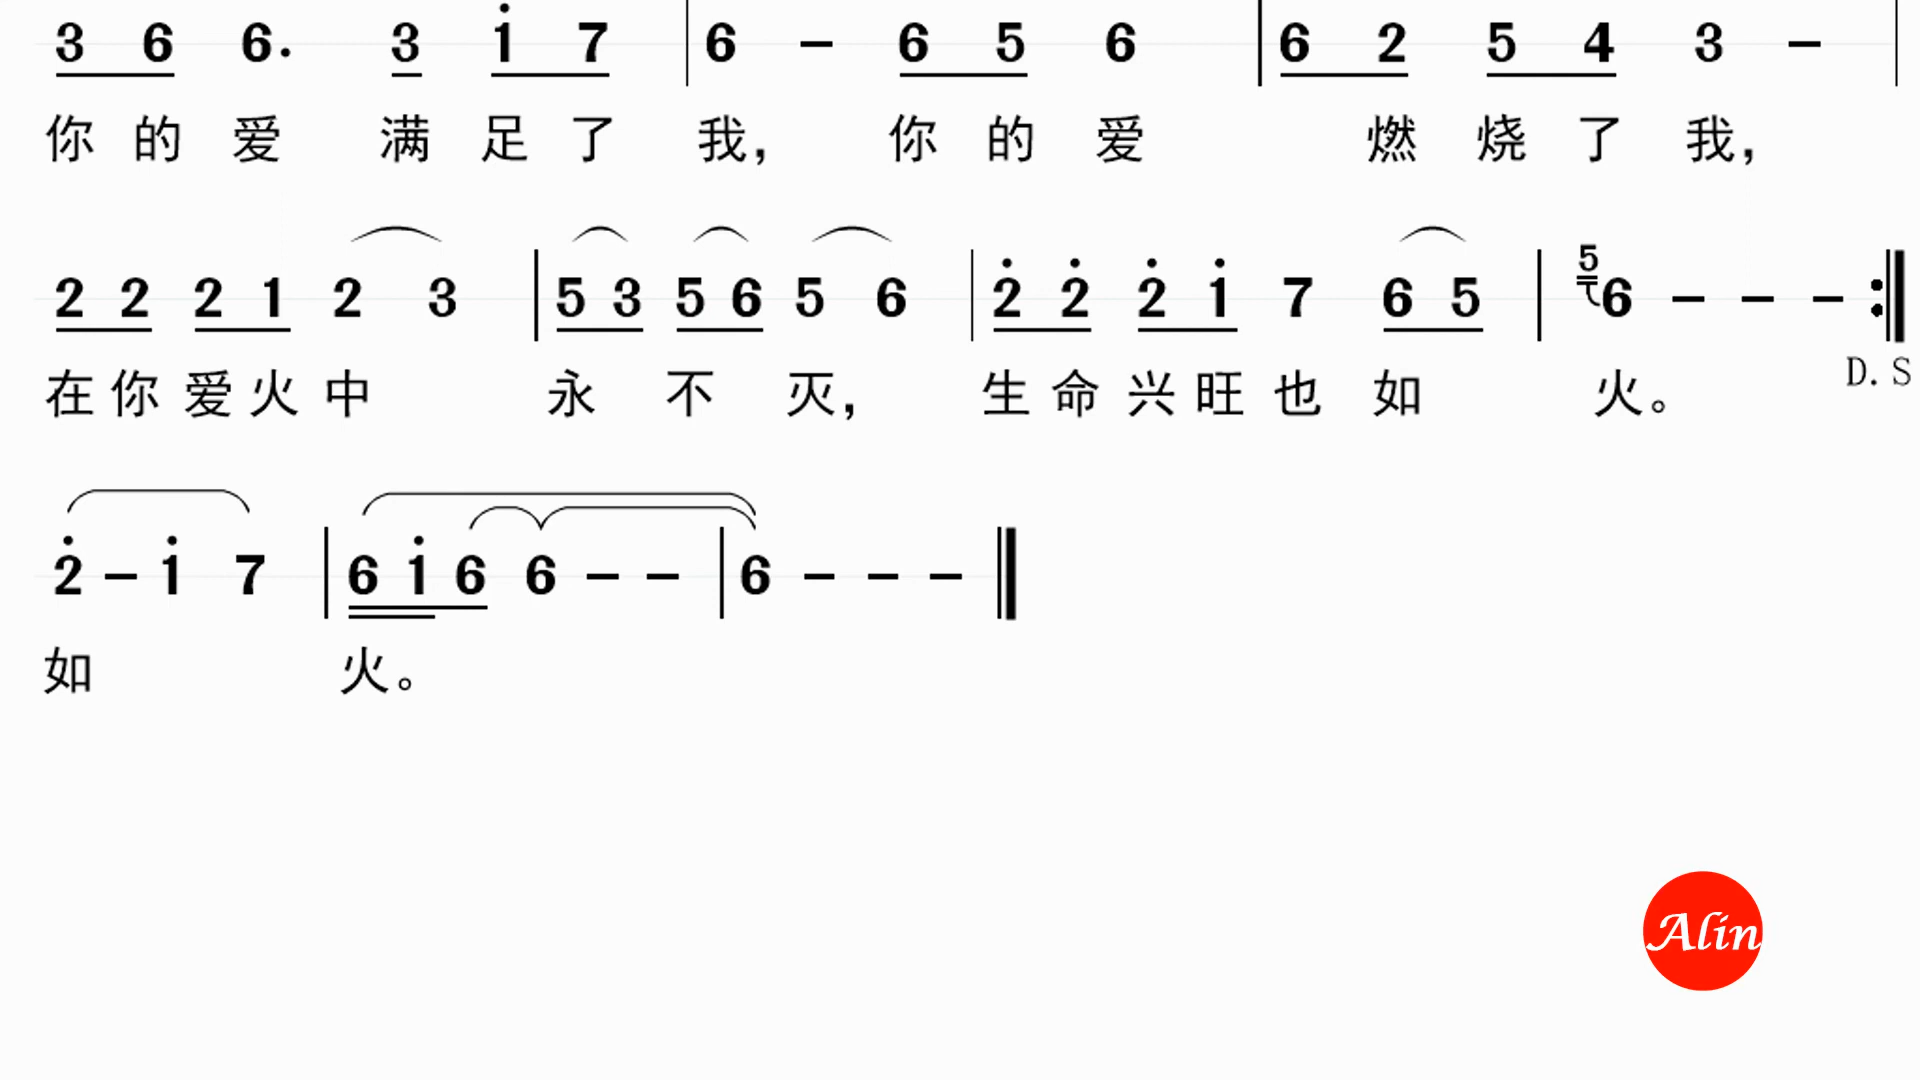 3 6 6. 3 i 7 | 6 – 6 5 6 | 6 2 5 4 3 – |
你的爱 满足了我， 你的爱 燃烧了我，
2 2 2 1 2 3 | 5 3 5 6 5 6 | 2̇ 2̇ 2̇ 1̇ 7 6 5 | 5 6 – – – :‖
在你爱火中 永不灭， 生命兴旺也如 火。 D.S
2̇ – 1̇ 7 | 6 1̇ 6 6 – – | 6 – – – ‖
如 火。
Alin